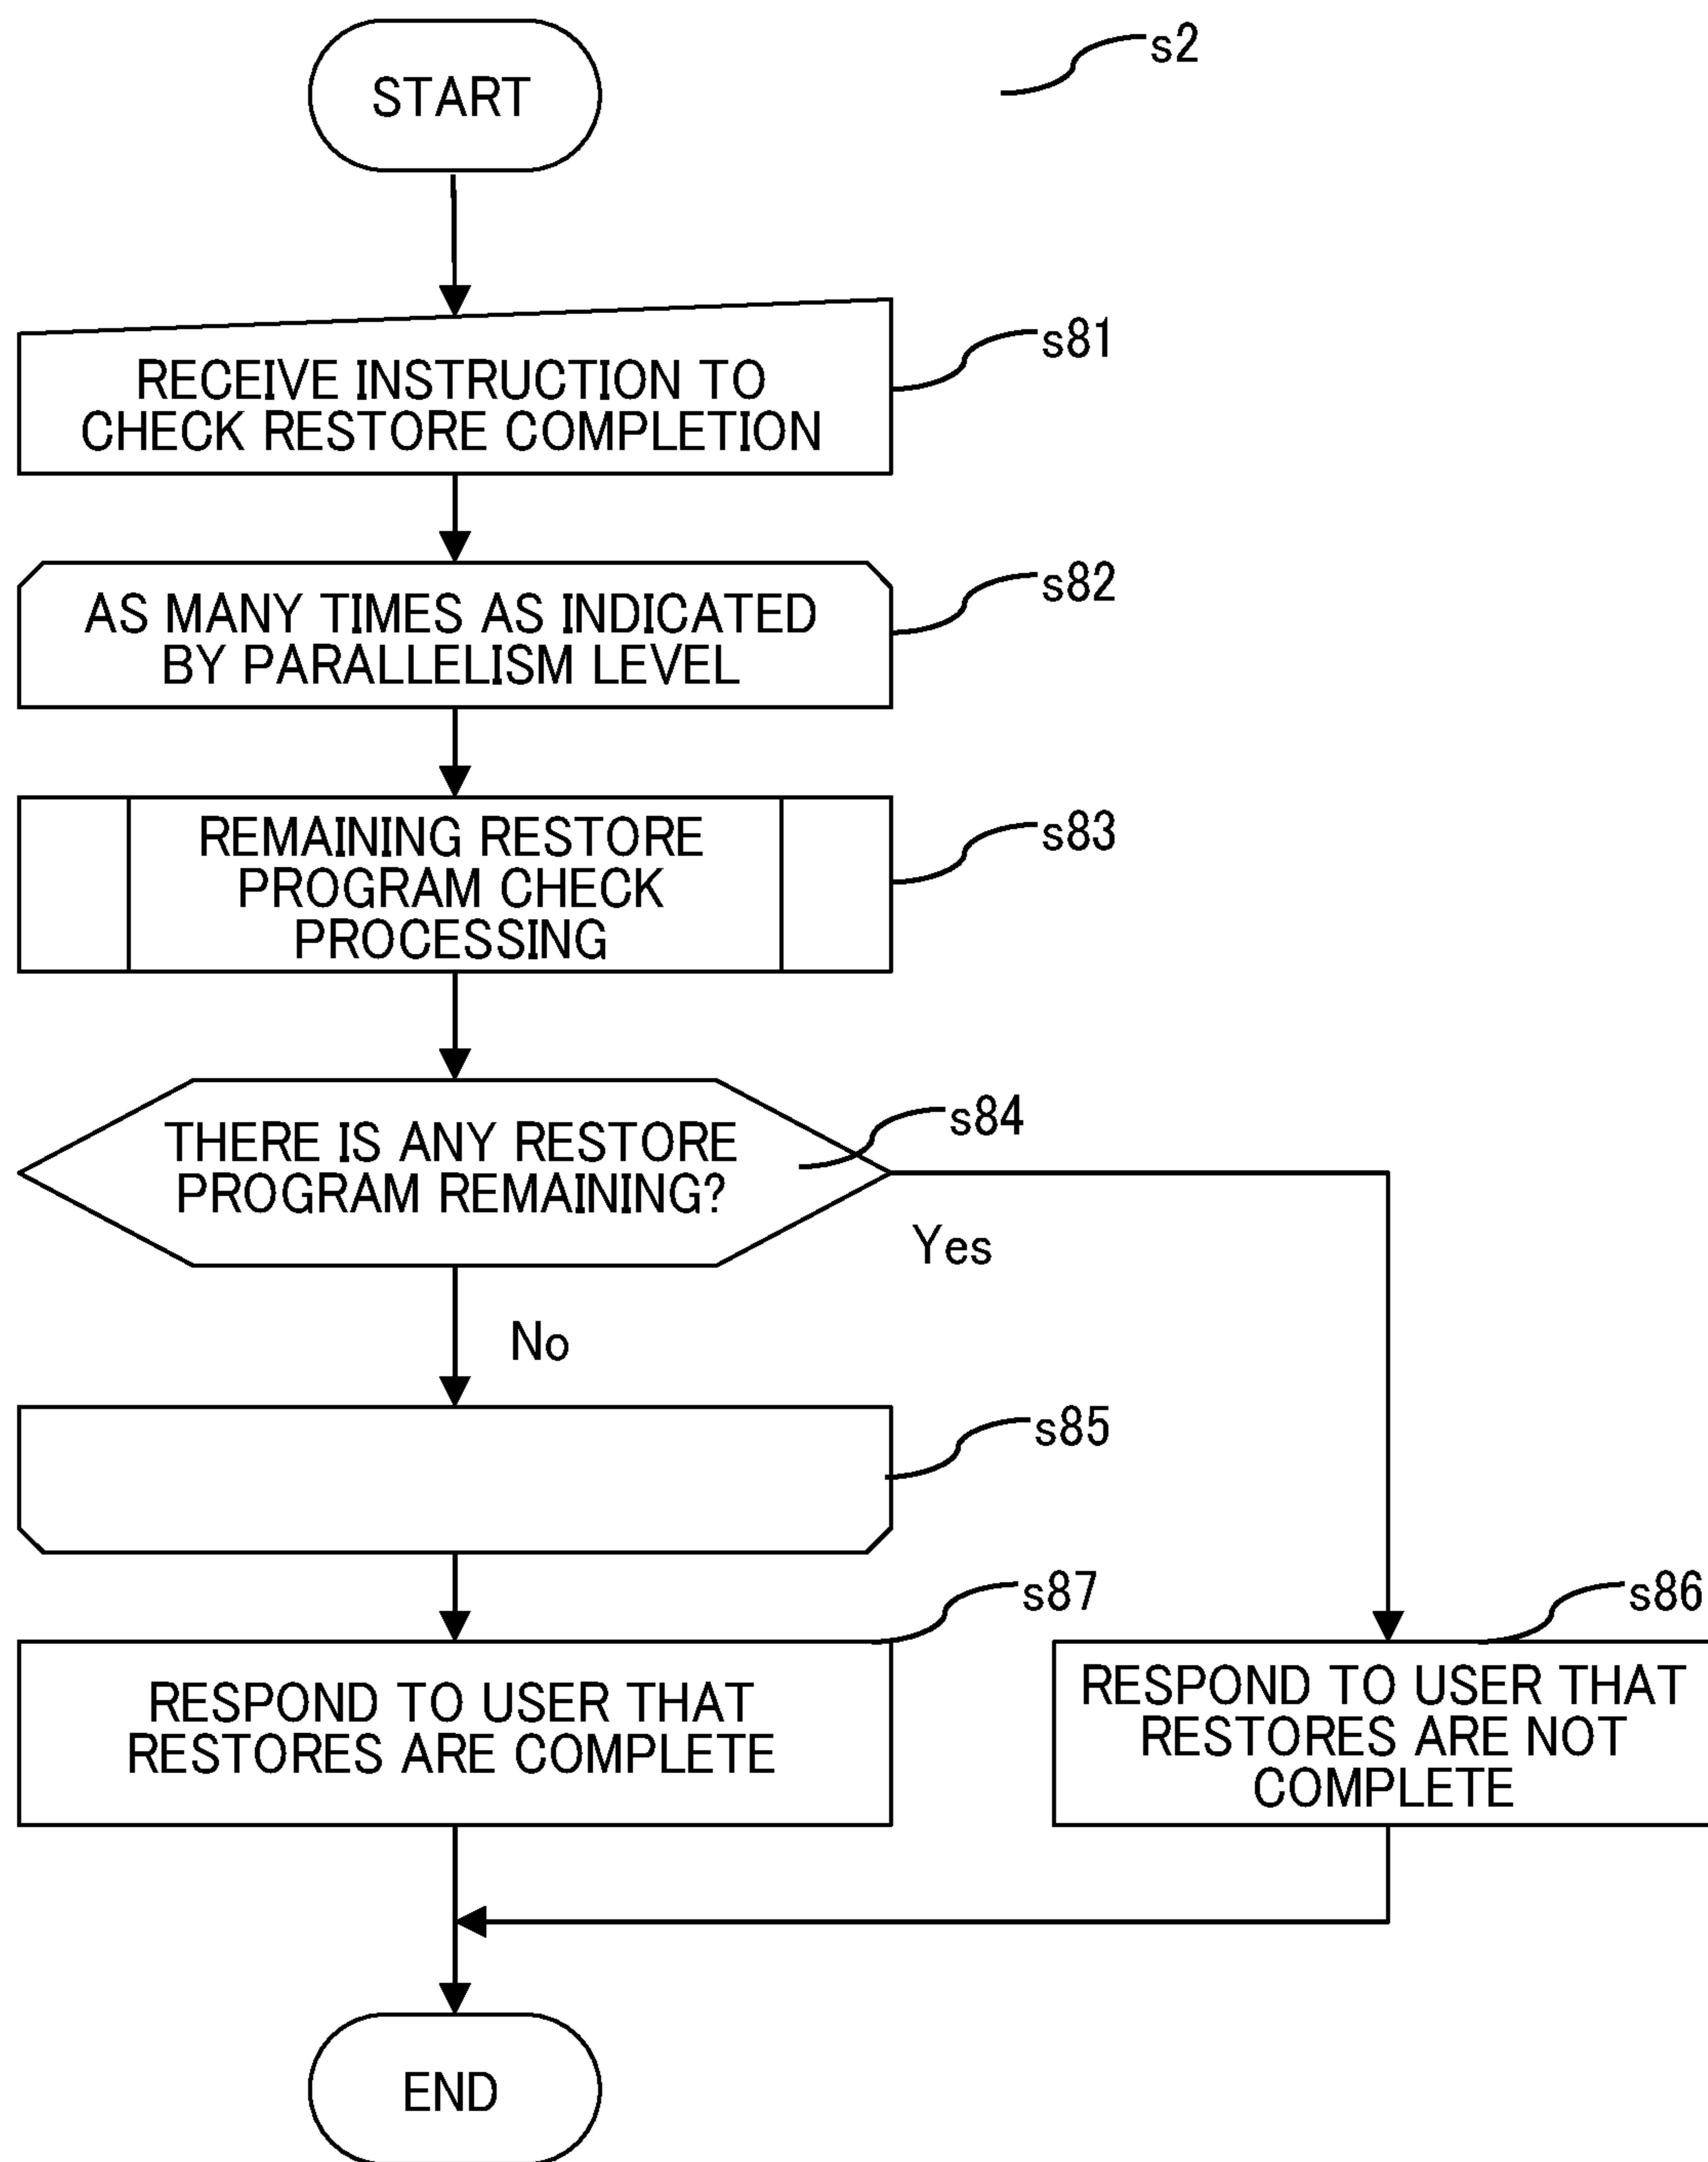 START
s2
RECEIVE INSTRUCTION TO
CHECK RESTORE COMPLETION
s81
AS MANY TIMES AS INDICATED
BY PARALLELISM LEVEL
s82
REMAINING RESTORE
PROGRAM CHECK
PROCESSING
s83
THERE IS ANY RESTORE
PROGRAM REMAINING?
s84
Yes
No
s85
s87
RESPOND TO USER THAT
RESTORES ARE COMPLETE
s86
RESPOND TO USER THAT
RESTORES ARE NOT
COMPLETE
END